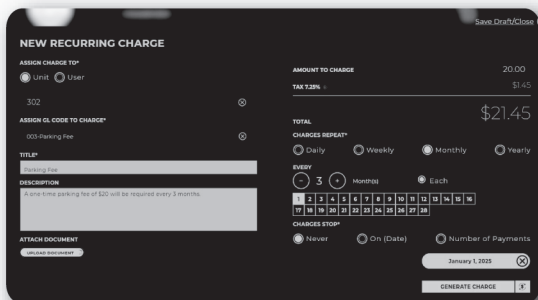 Save Draft/Close
NEW RECURRING CHARGE
ASSIGN CHARGE TO*
Unit User
302
ASSIGN GL CODE TO CHARGE*
003-Parking Fee
TITLE*
Parking Fee
DESCRIPTION
A one-time parking fee of $20 will be required every 3 months.
ATTACH DOCUMENT
UPLOAD DOCUMENT
AMOUNT TO CHARGE 20.00
TAX 7.25% + $1.45
TOTAL $21.45
CHARGES REPEAT*
Daily Weekly Monthly Yearly
EVERY
- 3 + Month(s) Each
1 2 3 4 5 6 7 8 9 10 11 12 13 14 15 16
17 18 19 20 21 22 23 24 25 26 27 28
CHARGES STOP*
Never On (Date) Number of Payments
January 1, 2025
GENERATE CHARGE